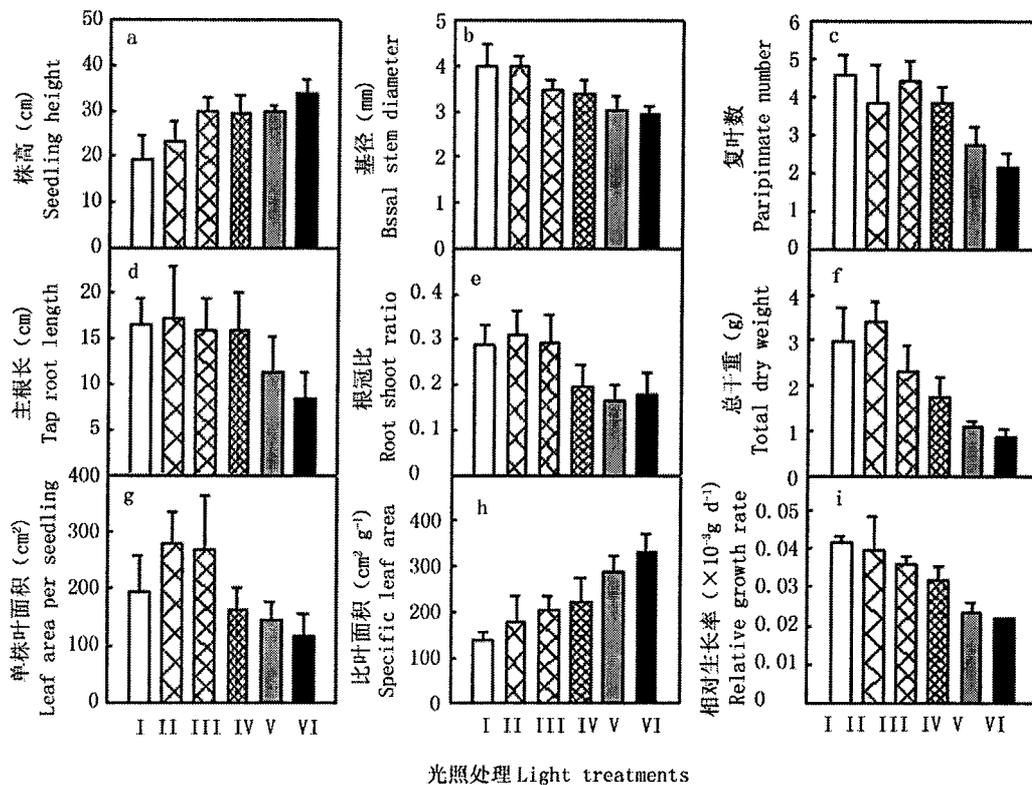 a
50
40
30
20
10
0
株高 (cm)
Seedling height
b
5
4
3
2
1
0
基径 (mm)
Bssal stem diameter
c
6
5
4
3
2
1
0
复叶数
Paripinnate number
d
20
15
10
5
主根长 (cm)
Tap root length
e
0.4
0.3
0.2
0.1
0
根冠比
Root shoot ratio
f
4
3
2
1
0
总干重 (g)
Total dry weight
g
400
300
200
100
0
单株叶面积 (cm²)
Leaf area per seedling
h
400
300
200
100
0
比叶面积 (cm² g⁻¹)
Specific leaf area
i
0.05
0.04
0.03
0.02
0.01
0
相对生长率 (×10⁻³g d⁻¹)
Relative growth rate
I II III IV V VI
I II III IV V VI
I II III IV V VI
光照处理 Light treatments